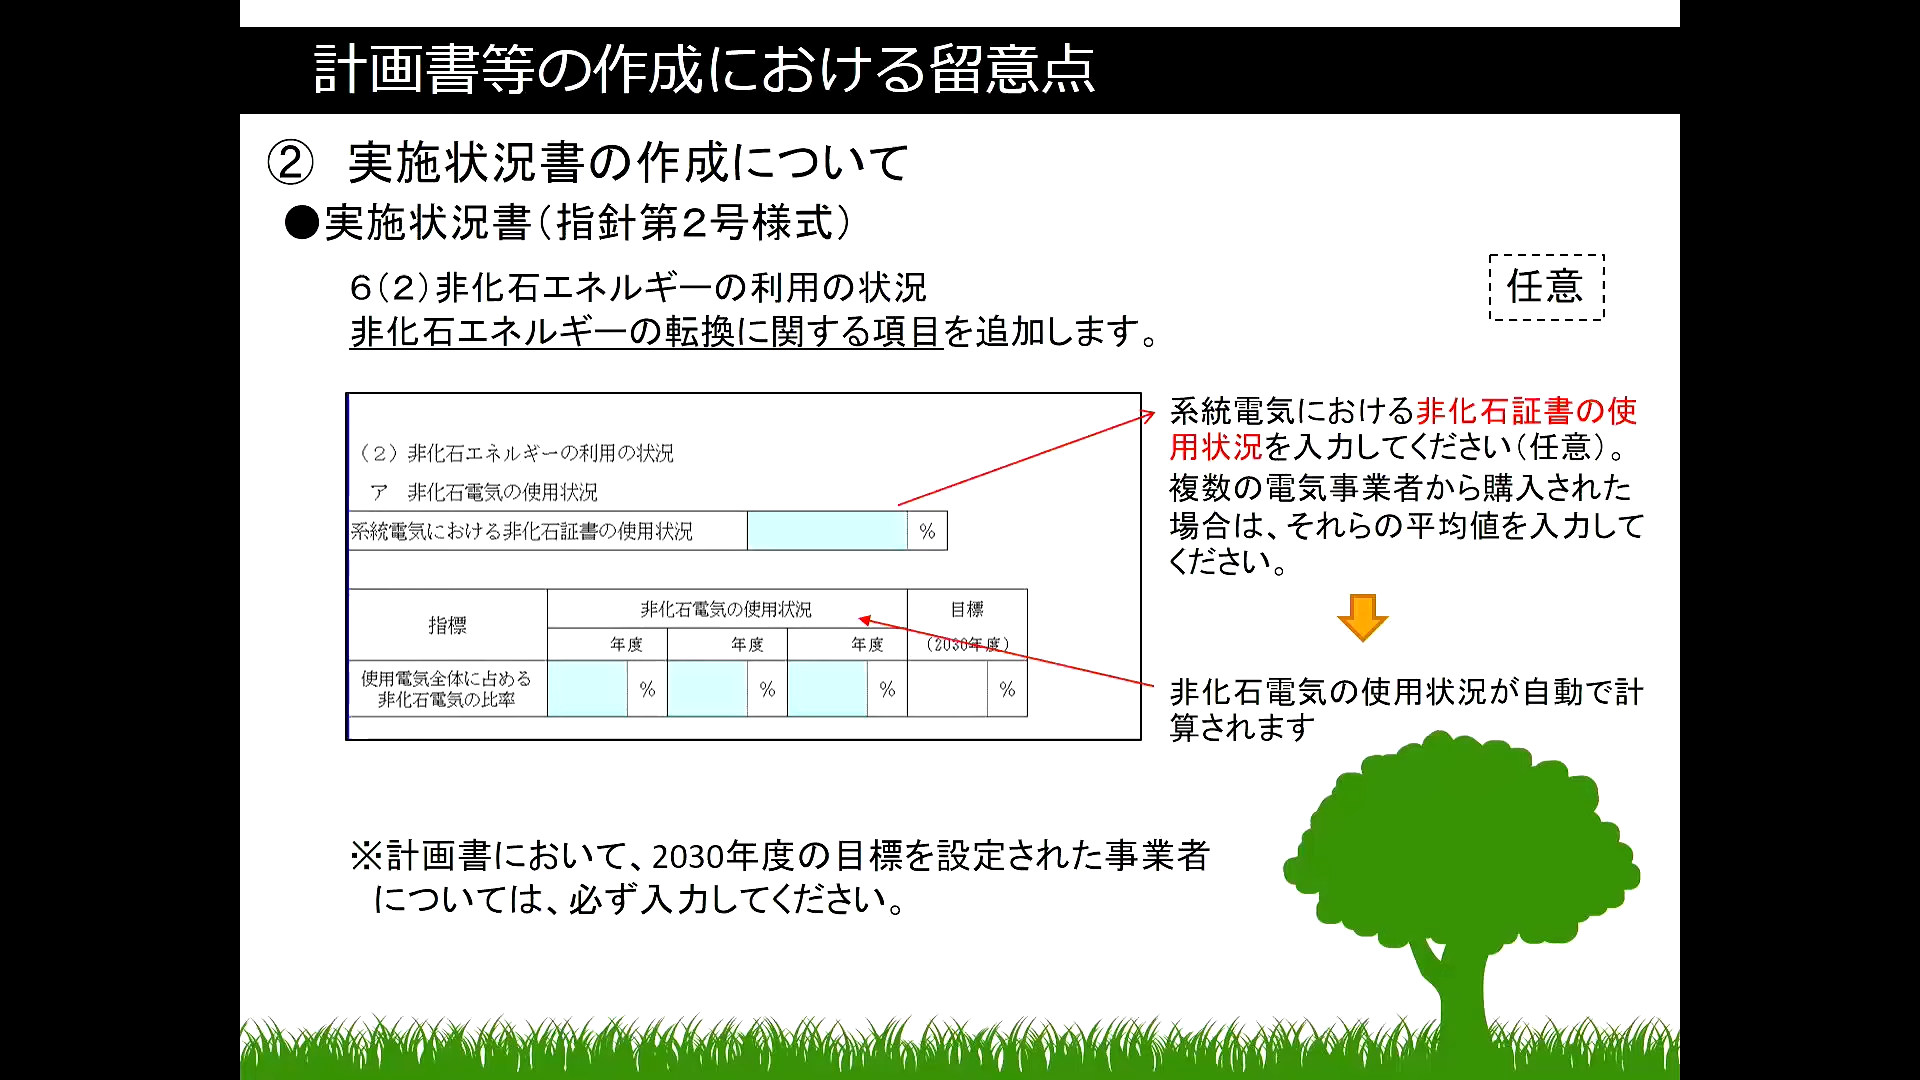 計画書等の作成における留意点
② 実施状況書の作成について
●実施状況書（指針第２号様式）
６（２）非化石エネルギーの利用の状況
非化石エネルギーの転換に関する項目を追加します。
任意
（２）非化石エネルギーの利用の状況
ア 非化石電気の使用状況
系統電気における非化石証書の使用状況 %
指標 非化石電気の使用状況 目標
年度 年度 年度 （2030年度）
使用電気全体に占める
非化石電気の比率 % % % %
系統電気における非化石証書の使
用状況を入力してください（任意）。
複数の電気事業者から購入された
場合は、それらの平均値を入力して
ください。
非化石電気の使用状況が自動で計
算されます
※計画書において、2030年度の目標を設定された事業者
については、必ず入力してください。